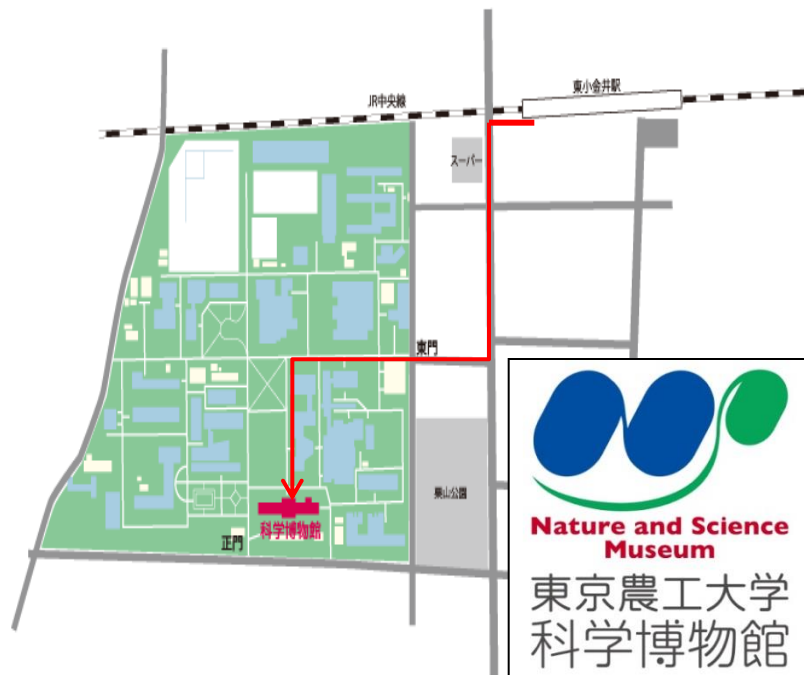 東小金井駅
JR中央線
スーパー
東門
栗山公園
科学博物館
正門
Nature and Science
Museum
東京農工大学
科学博物館